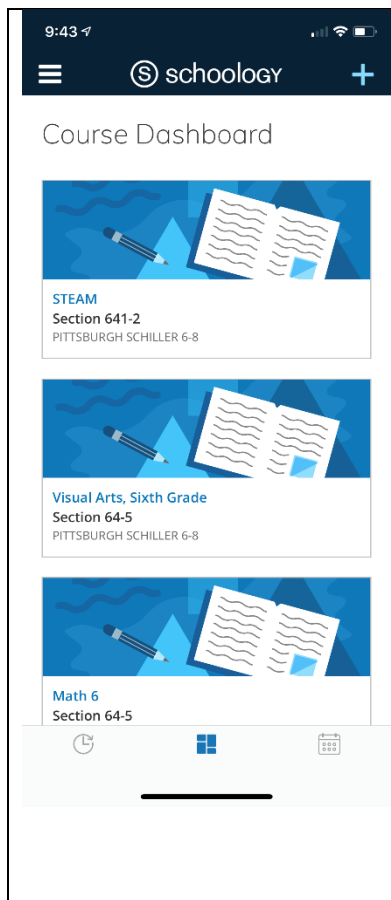 9:43
S schoology
Course Dashboard
STEAM
Section 641-2
PITTSBURGH SCHILLER 6-8
Visual Arts, Sixth Grade
Section 64-5
PITTSBURGH SCHILLER 6-8
Math 6
Section 64-5